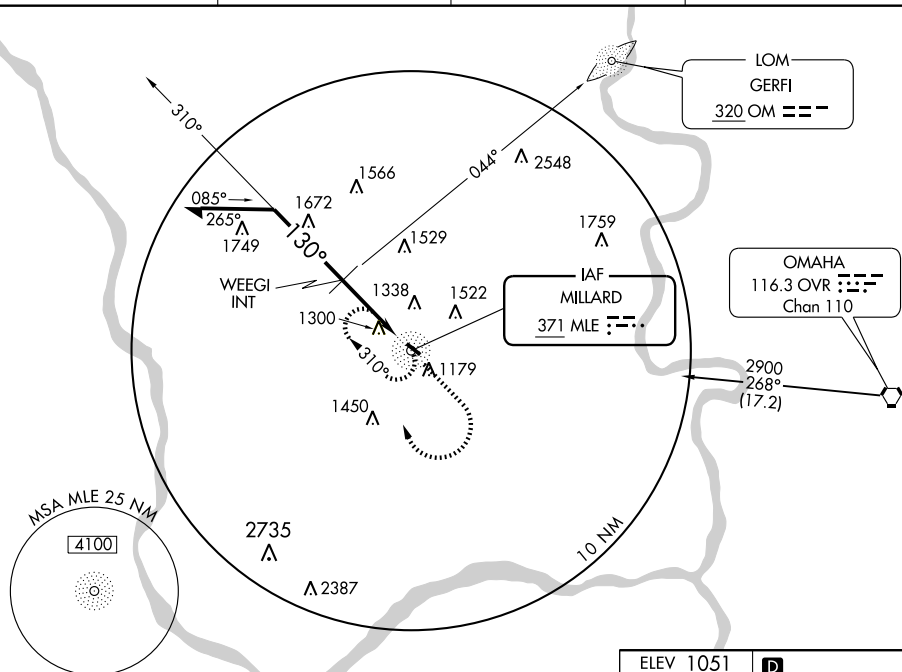 LOM
GERFI
320 OM
310°
044°
2548
1566
085°
265°
1672
1749
130°
1529
1759
WEEGI
INT
1338
1522
1300
IAF
MILLARD
371 MLE
OMAHA
116.3 OVR
Chan 110
310°
1179
2900
268°
(17.2)
1450
MSA MLE 25 NM
4100
2735
2387
10 NM
ELEV 1051
D